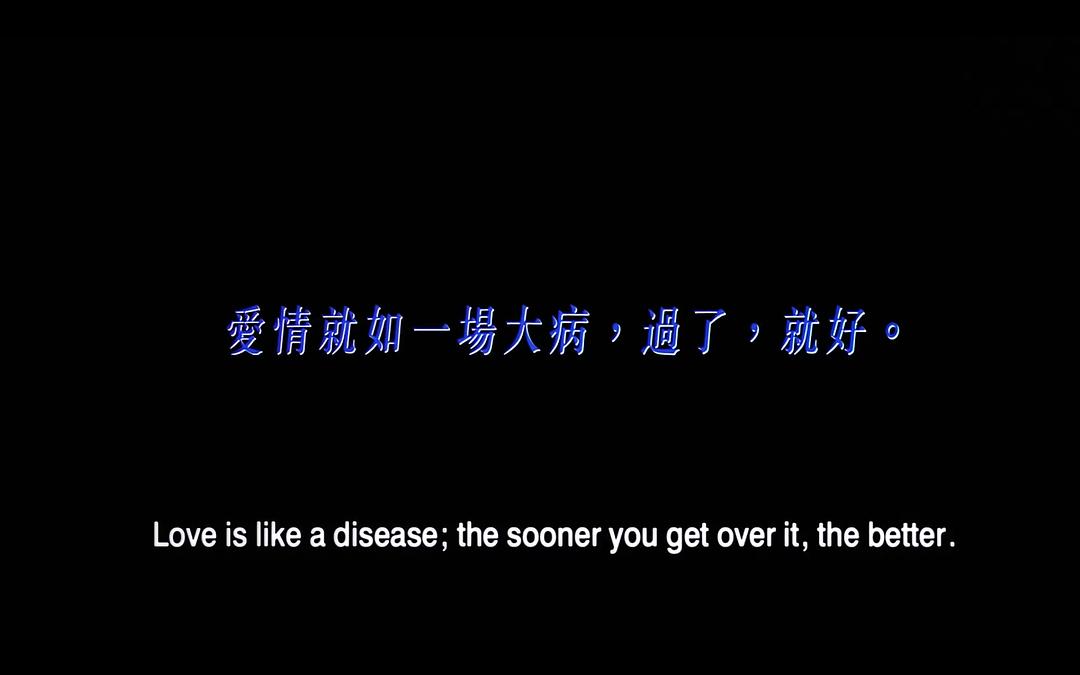 愛情就如一場大病，過了，就好。
Love is like a disease; the sooner you get over it, the better.